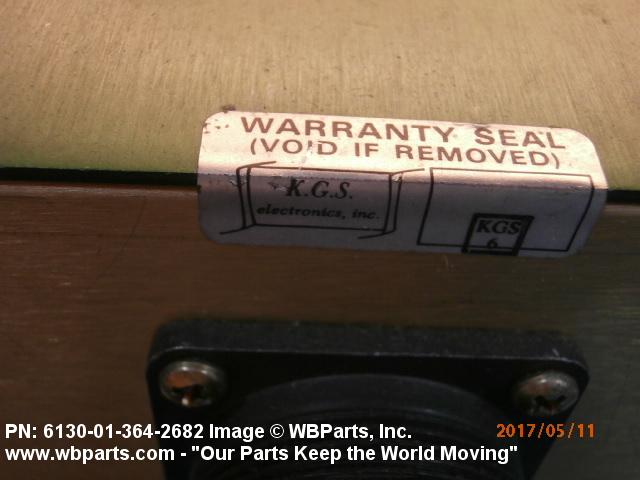 WARRANTY SEAL
(VOID IF REMOVED)
K.G.S.
electronics, inc.
KGS
6
PN: 6130-01-364-2682 Image © WBParts, Inc.
2017/05/11
www.wbparts.com - "Our Parts Keep the World Moving"